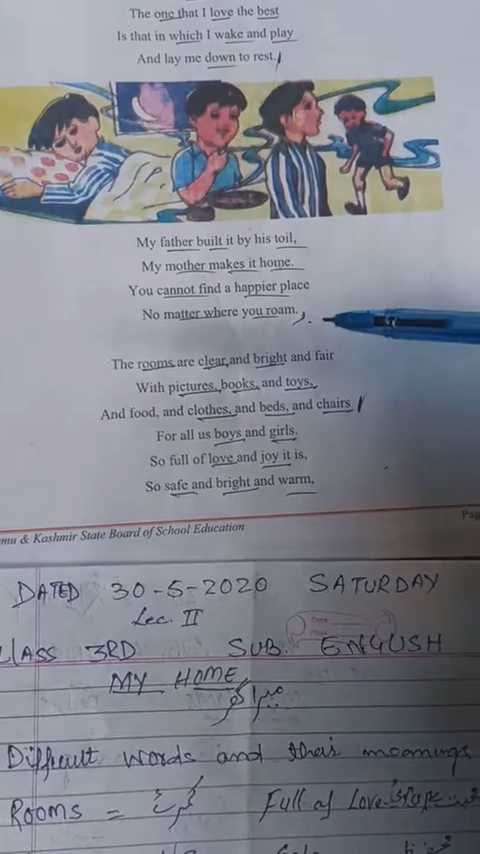 The one that I love the best
Is that in which I wake and play
And lay me down to rest.
My father built it by his toil,
My mother makes it home.
You cannot find a happier place
No matter where you roam.
The rooms are clear, and bright and fair
With pictures, books, and toys,
And food, and clothes, and beds, and chairs
For all us boys and girls.
So full of love and joy it is,
So safe and bright and warm,
mu & Kashmir State Board of School Education
Pag
DATED 30-5-2020 SATURDAY
Lec. II
CLASS 3RD SUB. ENGLISH
MY HOME
میرا گھر
Difficult words and their meanings
ROOMS = کمرے Full of Love